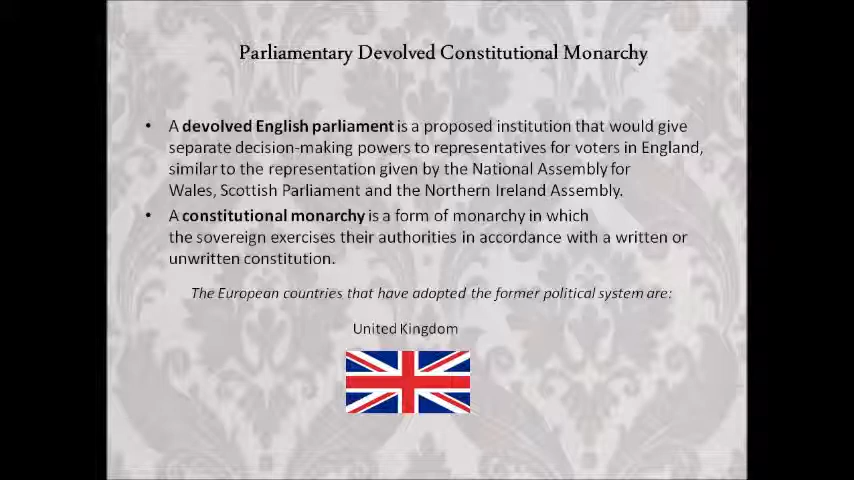 Parliamentary Devolved Constitutional Monarchy
• A devolved English parliament is a proposed institution that would give
separate decision-making powers to representatives for voters in England,
similar to the representation given by the National Assembly for
Wales, Scottish Parliament and the Northern Ireland Assembly.
• A constitutional monarchy is a form of monarchy in which
the sovereign exercises their authorities in accordance with a written or
unwritten constitution.
The European countries that have adopted the former political system are:
United Kingdom